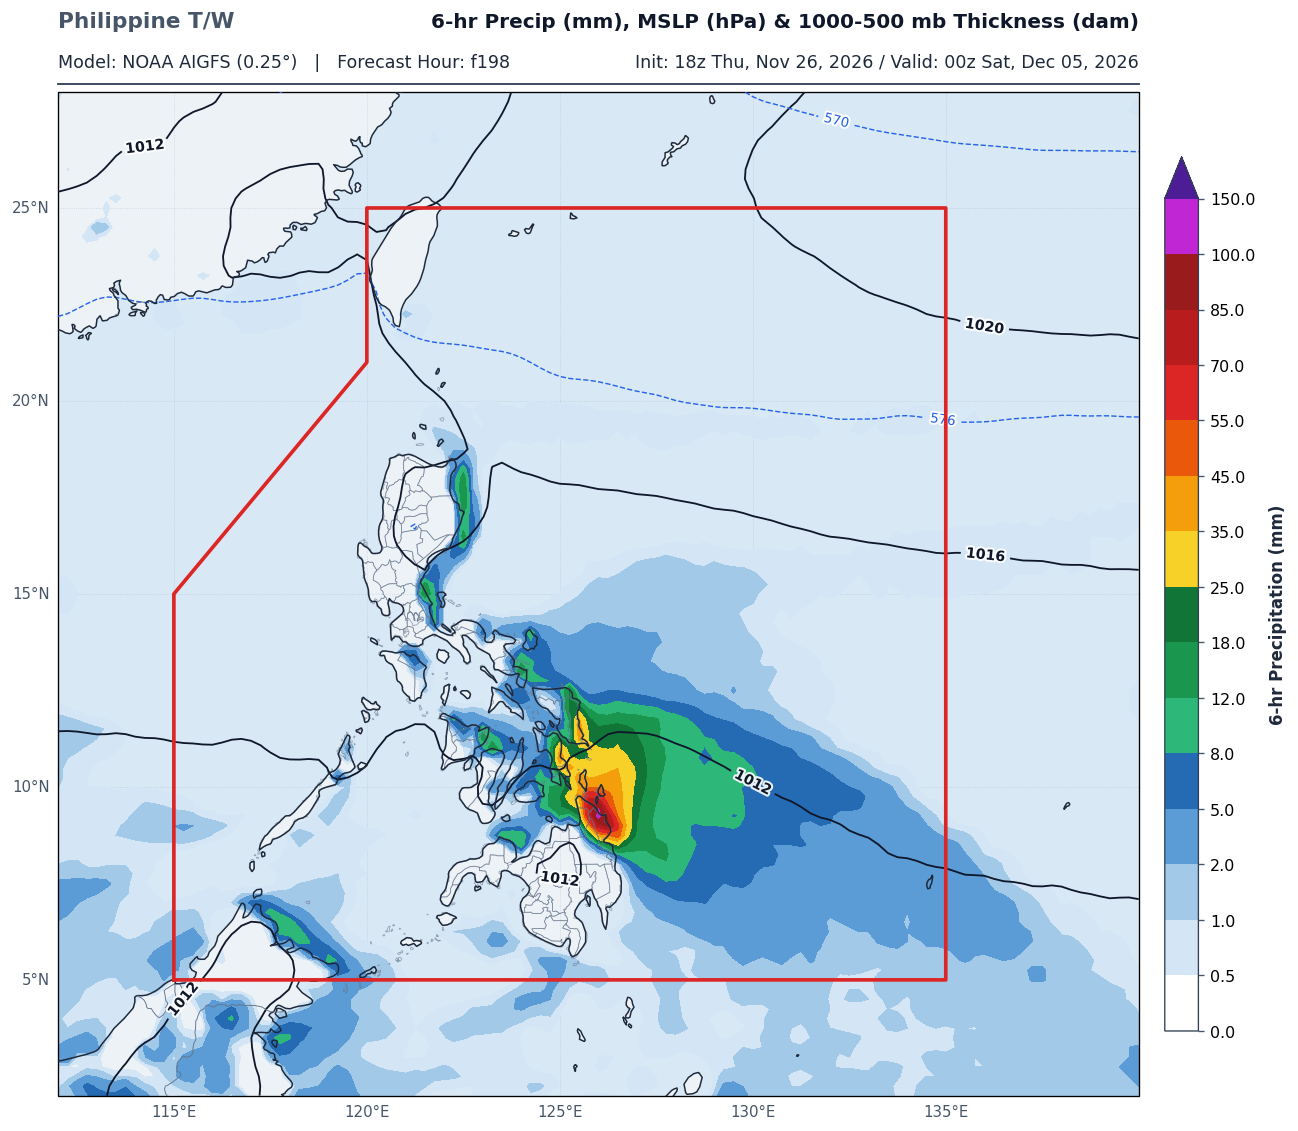 Philippine T/W
6-hr Precip (mm), MSLP (hPa) & 1000-500 mb Thickness (dam)
Model: NOAA AIGFS (0.25°) | Forecast Hour: f198
Init: 18z Thu, Nov 26, 2026 / Valid: 00z Sat, Dec 05, 2026
570
1012
1020
576
1016
1012
1012
1012
25°N
20°N
15°N
10°N
5°N
115°E
120°E
125°E
130°E
135°E
150.0
100.0
85.0
70.0
55.0
45.0
35.0
25.0
18.0
12.0
8.0
5.0
2.0
1.0
0.5
0.0
6-hr Precipitation (mm)